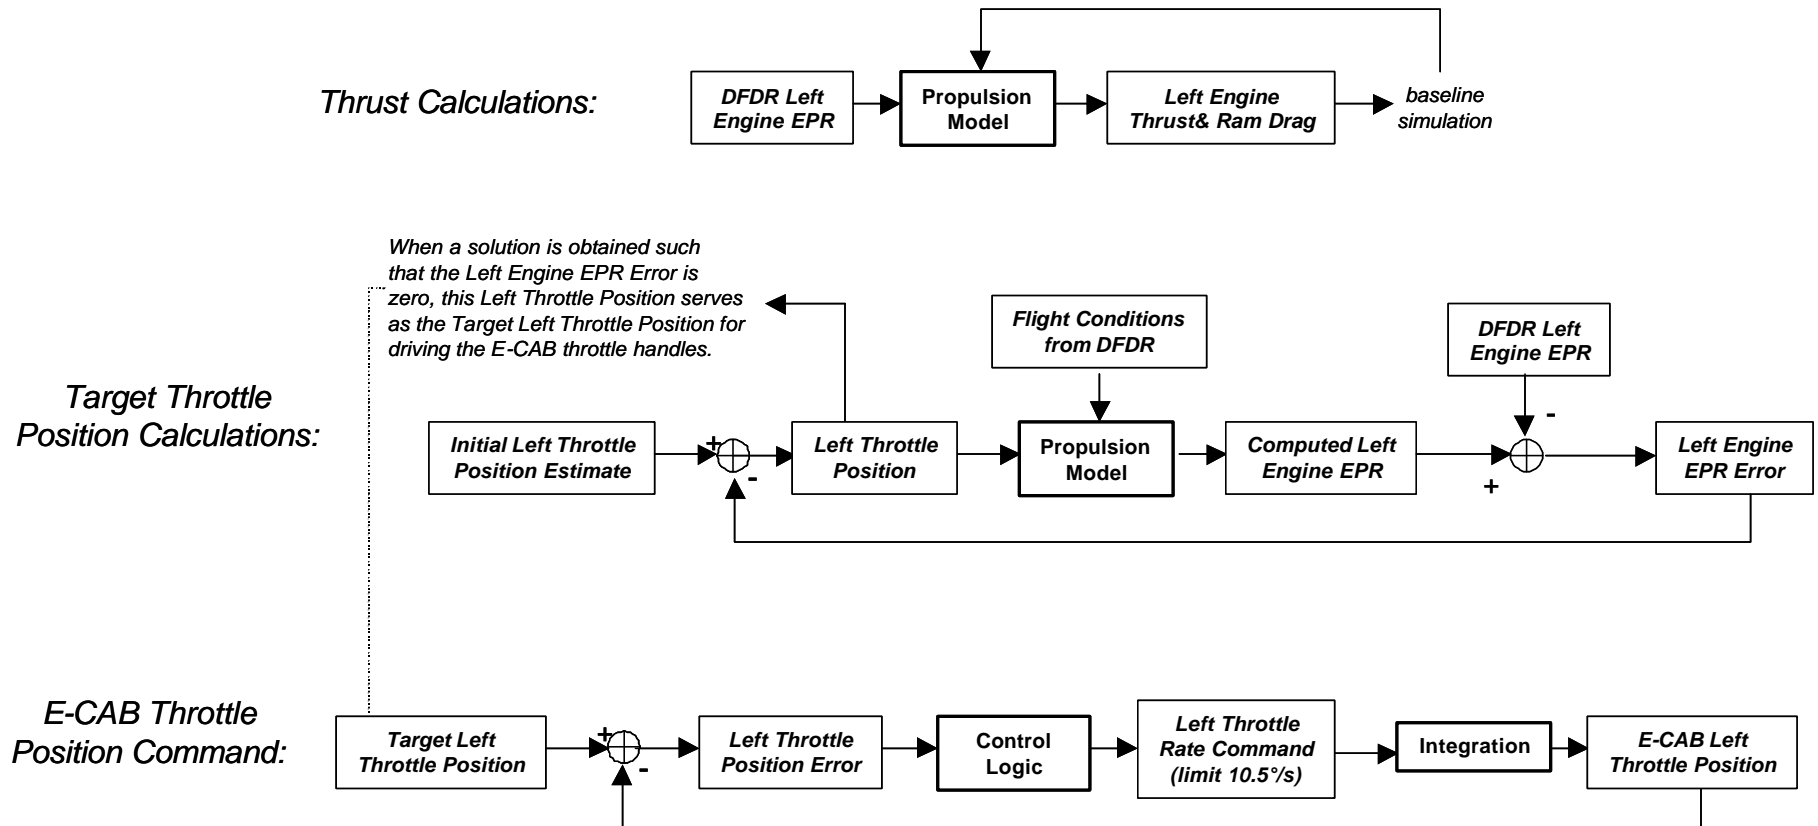 Thrust Calculations:
DFDR Left
Engine EPR
Propulsion
Model
Left Engine
Thrust& Ram Drag
baseline
simulation
When a solution is obtained such
that the Left Engine EPR Error is
zero, this Left Throttle Position serves
as the Target Left Throttle Position for
driving the E-CAB throttle handles.
Target Throttle
Position Calculations:
Flight Conditions
from DFDR
DFDR Left
Engine EPR
Initial Left Throttle
Position Estimate
+
-
Left Throttle
Position
Propulsion
Model
Computed Left
Engine EPR
-
+
Left Engine
EPR Error
E-CAB Throttle
Position Command:
Target Left
Throttle Position
+
-
Left Throttle
Position Error
Control
Logic
Left Throttle
Rate Command
(limit 10.5°/s)
Integration
E-CAB Left
Throttle Position